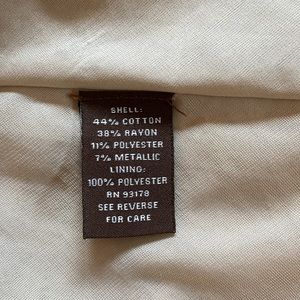 SHELL:
44% COTTON
38% RAYON
11% POLYESTER
7% METALLIC
LINING:
100% POLYESTER
RN 93178
SEE REVERSE
FOR CARE